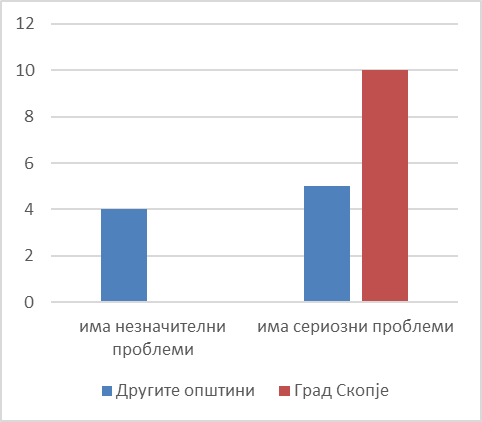 12
10
8
6
4
2
0
има незначителни
проблеми
има сериозни проблеми
Другите општини
Град Скопје